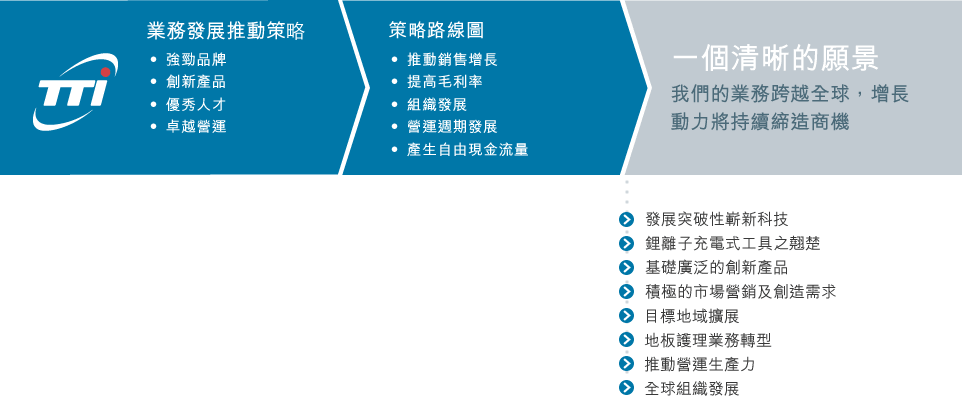 業務發展推動策略
• 強勁品牌
• 創新產品
• 優秀人才
• 卓越營運
TTI
策略路線圖
• 推動銷售增長
• 提高毛利率
• 組織發展
• 營運週期發展
• 產生自由現金流量
一個清晰的願景
我們的業務跨越全球，增長
動力將持續締造商機
發展突破性嶄新科技
鋰離子充電式工具之翹楚
基礎廣泛的創新產品
積極的市場營銷及創造需求
目標地域擴展
地板護理業務轉型
推動營運生產力
全球組織發展